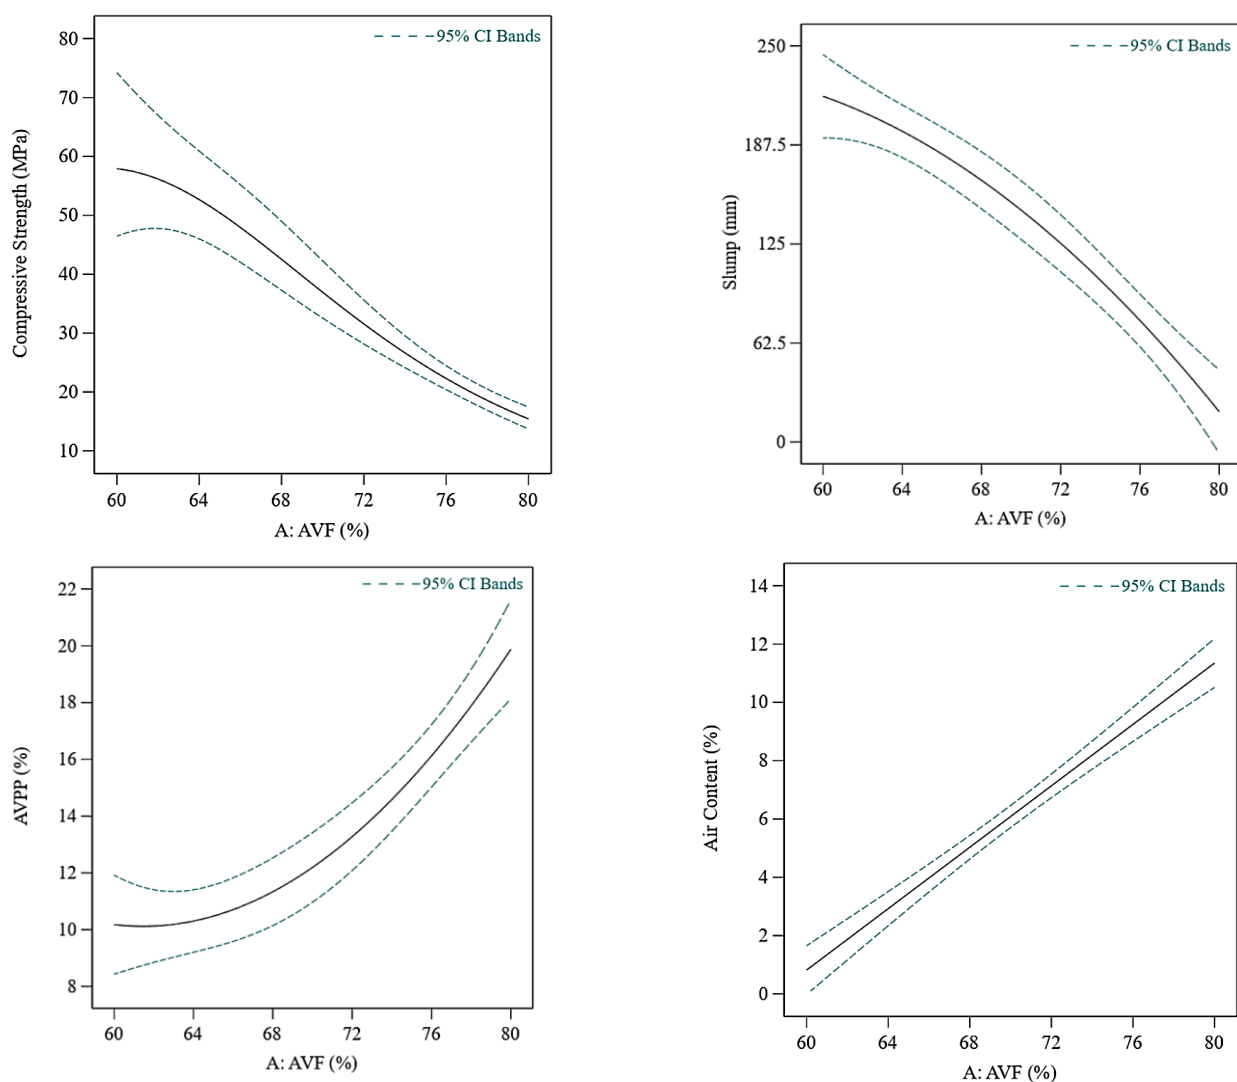 95% CI Bands
80
70
60
50
40
30
20
10
Compressive Strength (MPa)
60 64 68 72 76 80
A: AVF (%)
95% CI Bands
250
187.5
125
62.5
0
Slump (mm)
60 64 68 72 76 80
A: AVF (%)
95% CI Bands
22
20
18
16
14
12
10
8
AVPP (%)
60 64 68 72 76 80
A: AVF (%)
95% CI Bands
14
12
10
8
6
4
2
0
Air Content (%)
60 64 68 72 76 80
A: AVF (%)